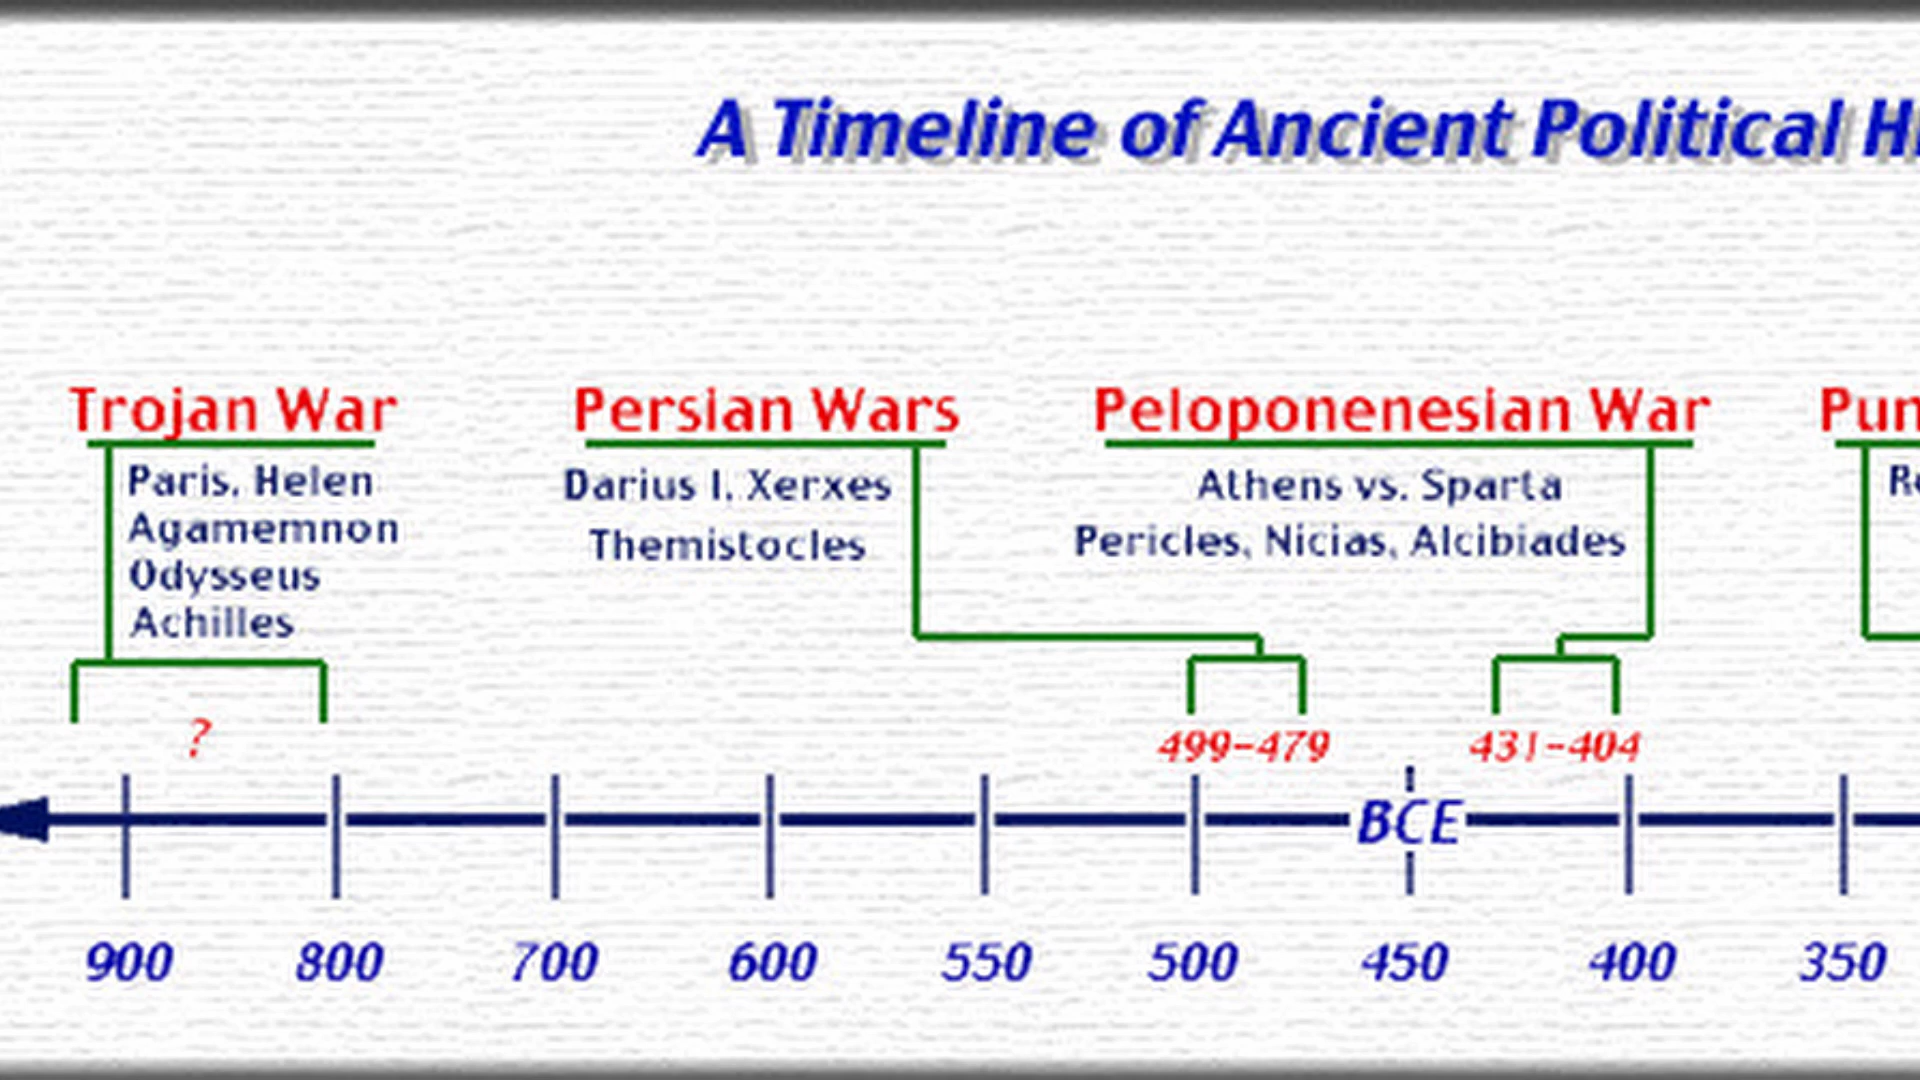 A Timeline of Ancient Political
Trojan War
Paris, Helen
Agamemnon
Odysseus
Achilles
?
Persian Wars
Darius I, Xerxes
Themistocles
499-479
Peloponenesian War
Athens vs. Sparta
Pericles, Nicias, Alcibiades
431-404
Pun
BCE
900 800 700 600 550 500 450 400 350